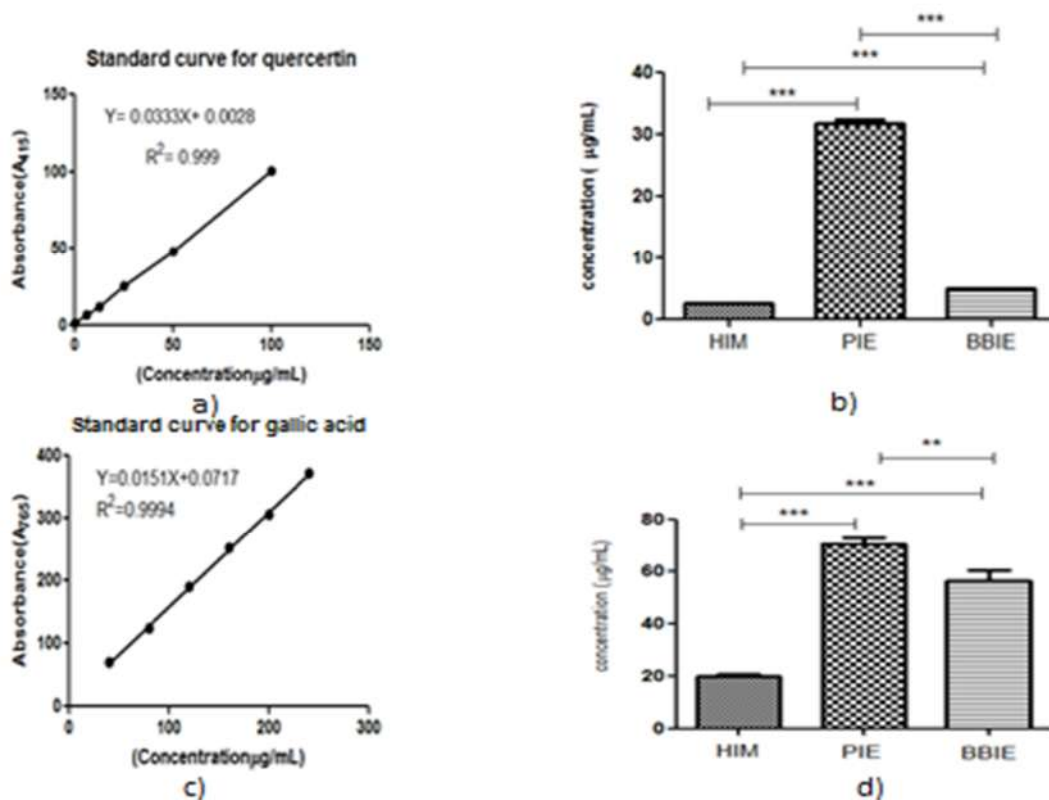 Standard curve for quercertin
Y= 0.0333X+ 0.0028
R²= 0.999
Absorbance(A415)
150
100
50
0
0 50 100 150
(Concentrationµg/mL)
a)
***
***
***
concentration ( µg/mL)
40
30
20
10
0
HIM PIE BBIE
b)
Standard curve for gallic acid
Y=0.0151X+0.0717
R²=0.9994
Absorbance(A765)
400
300
200
100
0
0 100 200 300
(Concentrationµg/mL)
c)
**
***
***
concentration (µg/mL)
80
60
40
20
0
HIM PIE BBIE
d)